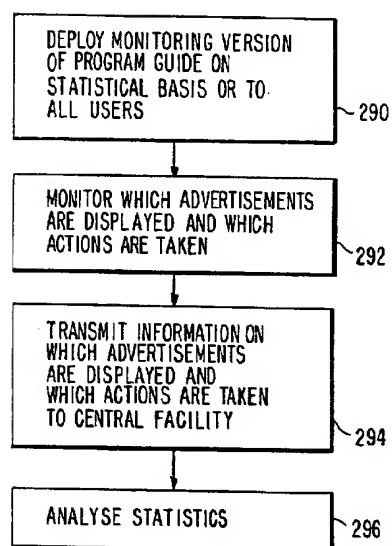 DEPLOY MONITORING VERSION
OF PROGRAM GUIDE ON
STATISTICAL BASIS OR TO
ALL USERS
290
MONITOR WHICH ADVERTISEMENTS
ARE DISPLAYED AND WHICH
ACTIONS ARE TAKEN
292
TRANSMIT INFORMATION ON
WHICH ADVERTISEMENTS
ARE DISPLAYED AND
WHICH ACTIONS ARE TAKEN
TO CENTRAL FACILITY
294
ANALYSE STATISTICS
296